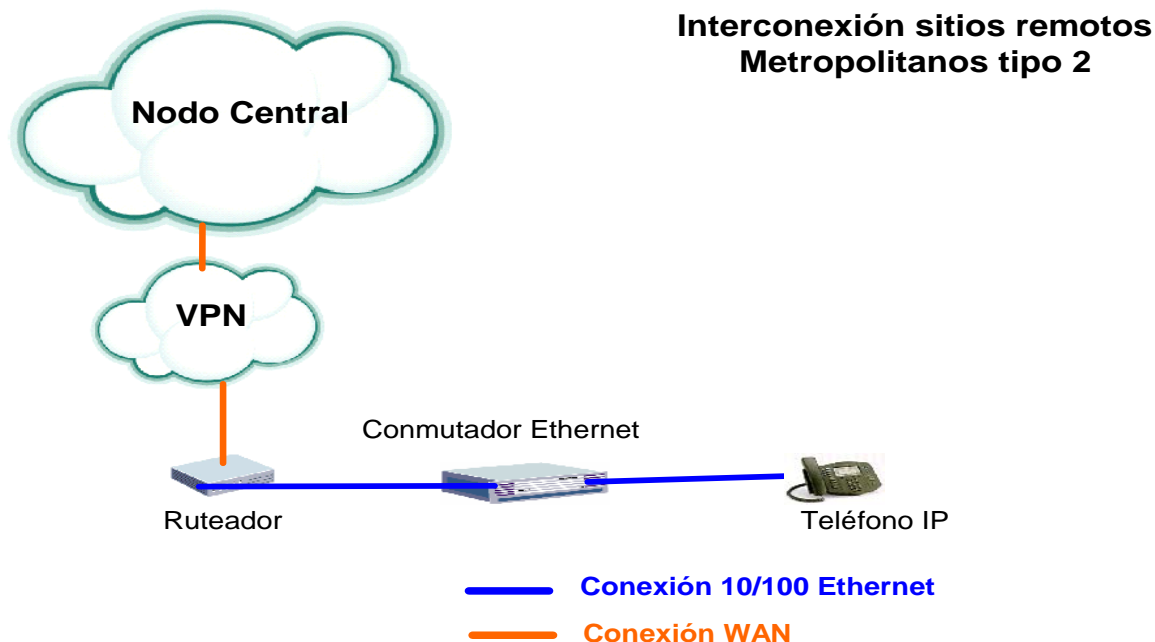 Interconexión sitios remotos
Metropolitanos tipo 2
Nodo Central
VPN
Conmutador Ethernet
Ruteador
Teléfono IP
Conexión 10/100 Ethernet
Conexión WAN